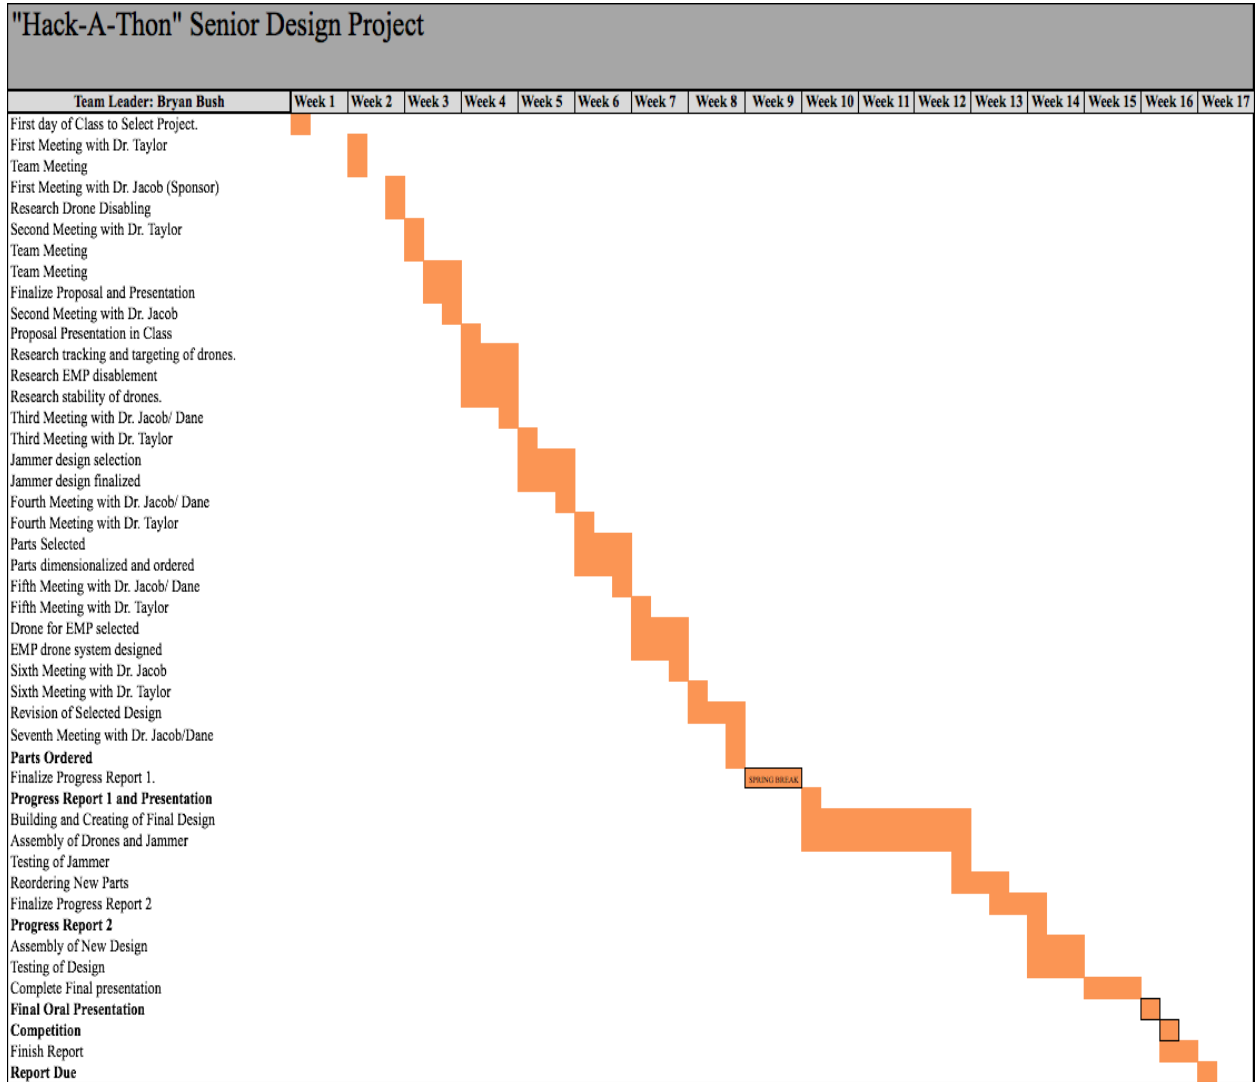 "Hack-A-Thon" Senior Design Project
Team Leader: Bryan Bush Week 1 Week 2 Week 3 Week 4 Week 5 Week 6 Week 7 Week 8 Week 9 Week 10 Week 11 Week 12 Week 13 Week 14 Week 15 Week 16 Week 17
First day of Class to Select Project.
First Meeting with Dr. Taylor
Team Meeting
First Meeting with Dr. Jacob (Sponsor)
Research Drone Disabling
Second Meeting with Dr. Taylor
Team Meeting
Team Meeting
Finalize Proposal and Presentation
Second Meeting with Dr. Jacob
Proposal Presentation in Class
Research tracking and targeting of drones.
Research EMP disablement
Research stability of drones.
Third Meeting with Dr. Jacob/ Dane
Third Meeting with Dr. Taylor
Jammer design selection
Jammer design finalized
Fourth Meeting with Dr. Jacob/ Dane
Fourth Meeting with Dr. Taylor
Parts Selected
Parts dimensionalized and ordered
Fifth Meeting with Dr. Jacob/ Dane
Fifth Meeting with Dr. Taylor
Drone for EMP selected
EMP drone system designed
Sixth Meeting with Dr. Jacob
Sixth Meeting with Dr. Taylor
Revision of Selected Design
Seventh Meeting with Dr. Jacob/Dane
Parts Ordered
Finalize Progress Report 1. SPRING BREAK
Progress Report 1 and Presentation
Building and Creating of Final Design
Assembly of Drones and Jammer
Testing of Jammer
Reordering New Parts
Finalize Progress Report 2
Progress Report 2
Assembly of New Design
Testing of Design
Complete Final presentation
Final Oral Presentation
Competition
Finish Report
Report Due